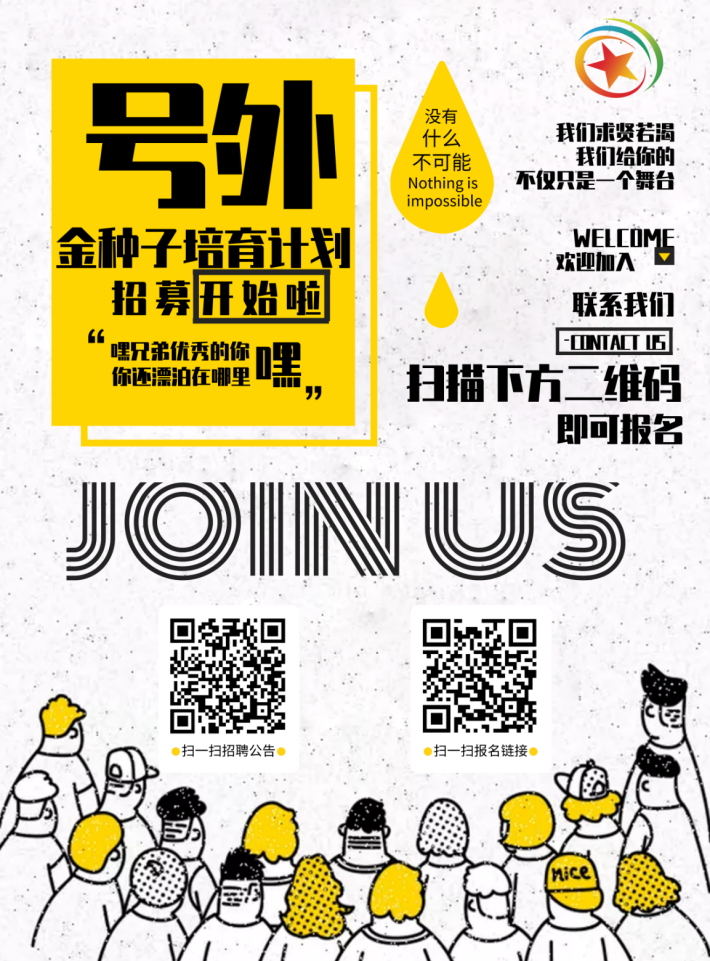 号外
金种子培育计划
招募开始啦
“嘿兄弟优秀的你
你还漂泊在哪里
嘿”
没有
什么
不可能
Nothing is
impossible
我们求贤若渴
我们给你的
不仅只是一个舞台
WELCOME
欢迎加入
联系我们
-CONTACT US
扫描下方二维码
即可报名
JOIN US
扫一扫招聘公告
扫一扫报名链接
Mice